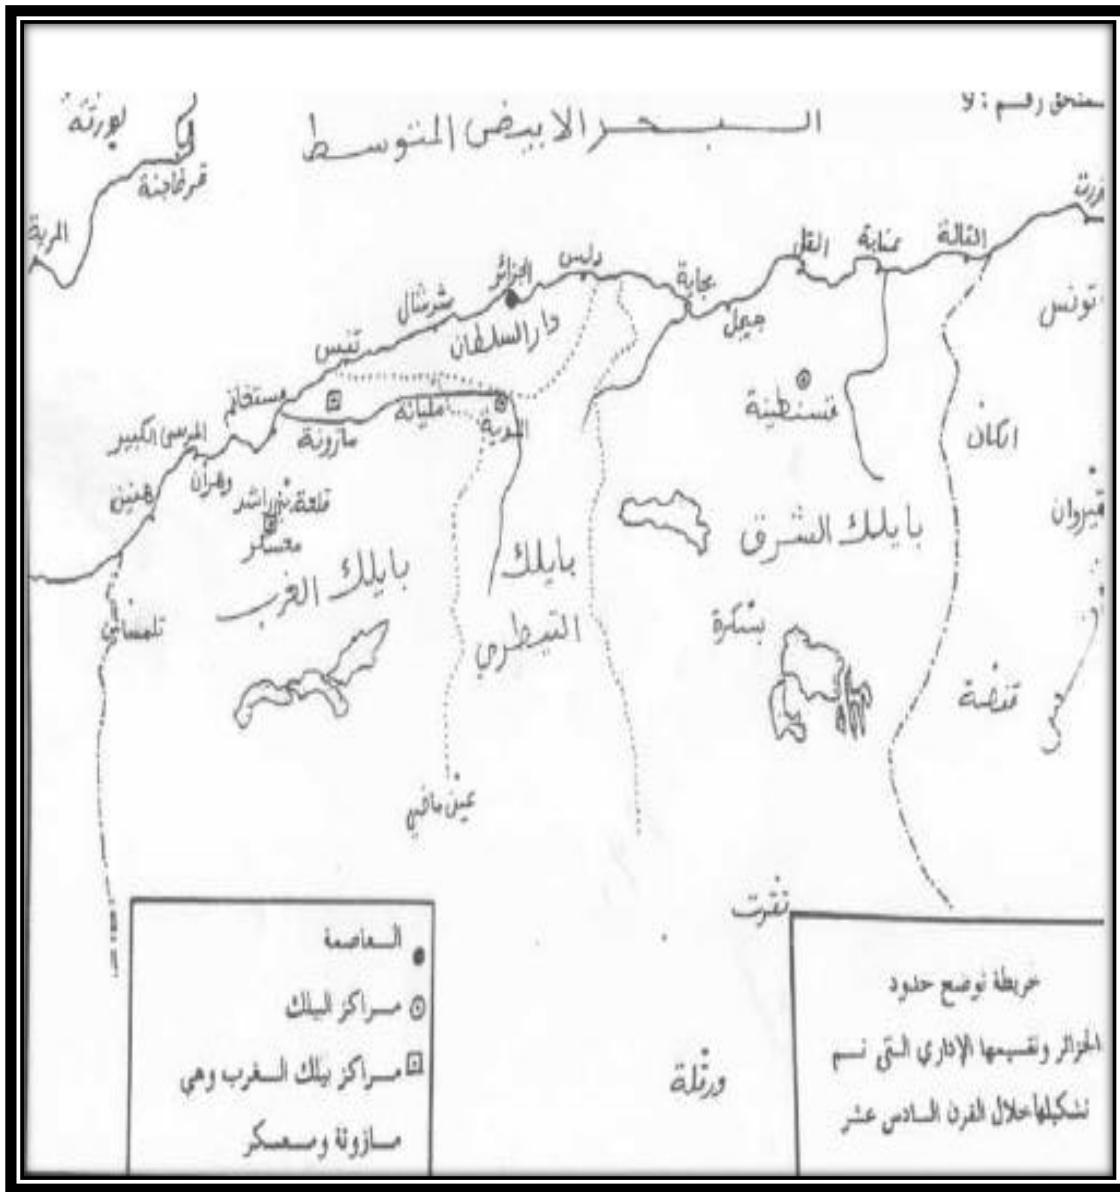 ملحق رقم : 9
البحر الابيض المتوسط
لورتة
قرطاجنة
المرية
القالة
عنابة
القل
جيجل
بجاية
دلس
الجزائر
شرشال
تنس
مستغانم
المرسى الكبير
وهران
هنين
تونس
دار السلطان
قسنطينة
المدية
مليانة
مازونة
قلعة بني راشد
معسكر
الكاف
قيروان
بايلك الشرق
بايلك
التيطري
بايلك الغرب
تلمسان
بسكرة
قفصة
عين ماضي
تقرت
ورقلة
العاصمة
مراكز البيلك
مراكز بيلك الغرب وهي
مازونة ومعسكر
خريطة توضح حدود
الجزائر وتقسيمها الإداري التى تم
تشكيلها خلال القرن السادس عشر